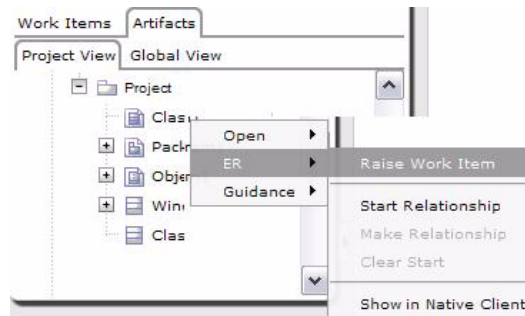 Work Items Artifacts
Project View Global View
Project
Clas
Open
Pack
ER Raise Work Item
Obje
Guidance
Start Relationship
Win
Make Relationship
Clas
Clear Start
Show in Native Client